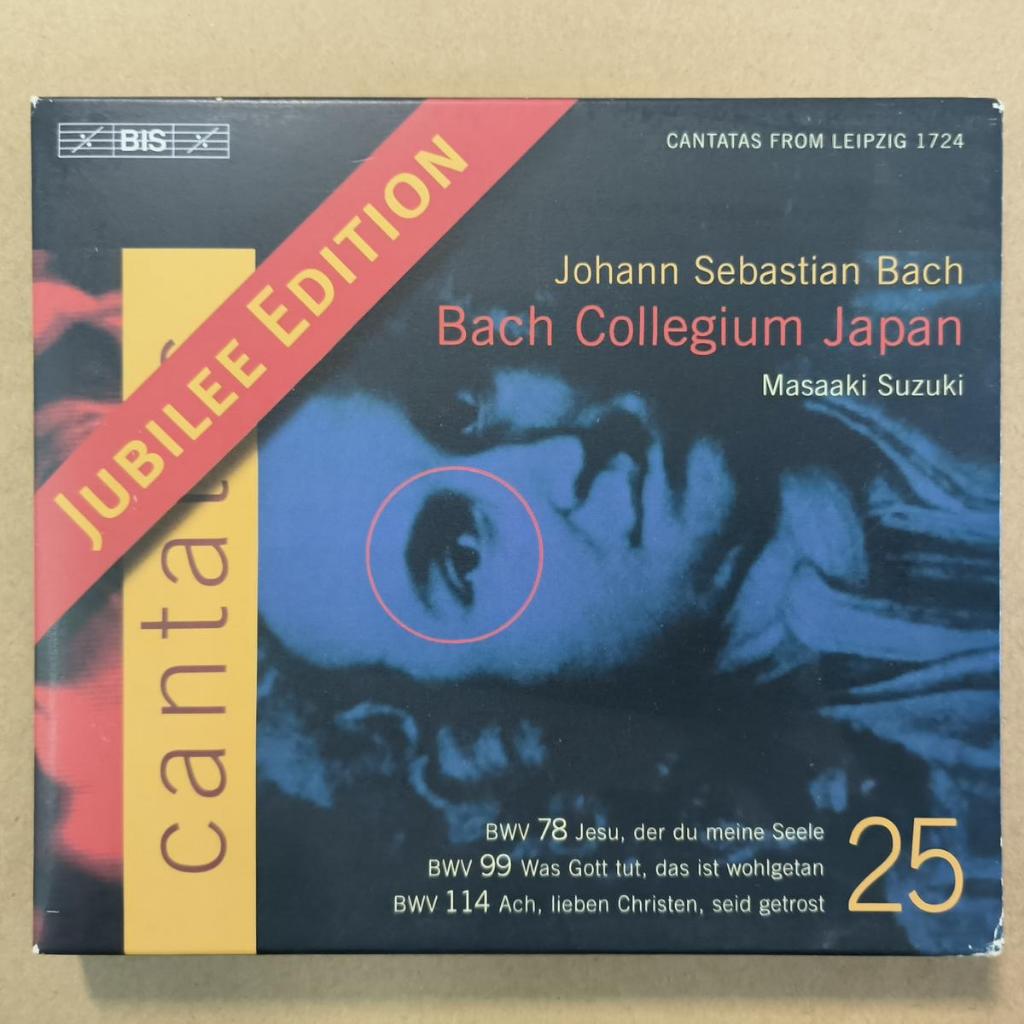 BIS
CANTATAS FROM LEIPZIG 1724
JUBILEE EDITION
Johann Sebastian Bach
Bach Collegium Japan
Masaaki Suzuki
cantatas
BWV 78 Jesu, der du meine Seele
BWV 99 Was Gott tut, das ist wohlgetan
BWV 114 Ach, lieben Christen, seid getrost
25